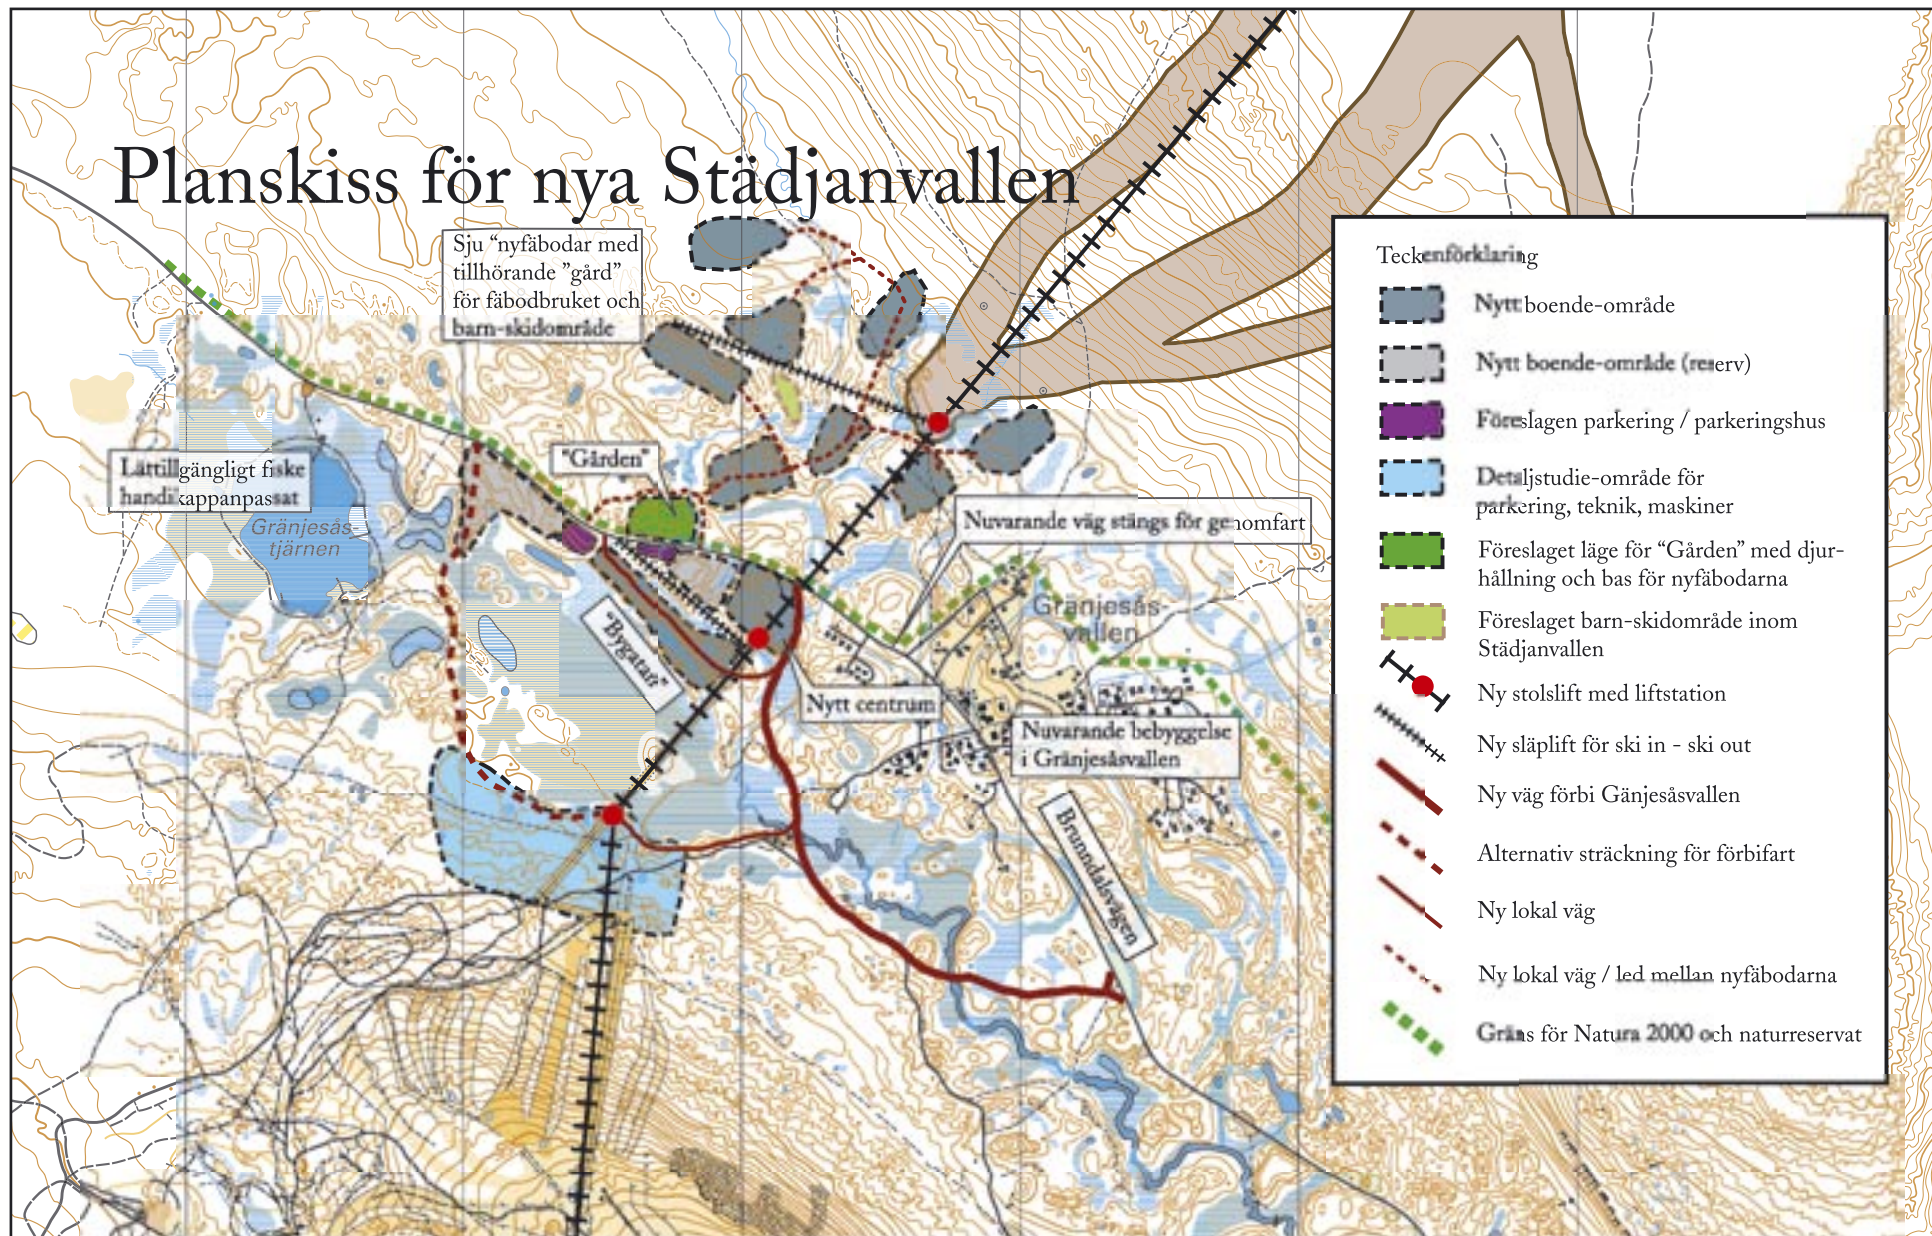 Planskiss för nya Städjanvallen
Sju “nyfäbodar med
tillhörande ”gård”
för fäbodbruket och
barn-skidområde
Lättillgängligt fiske
handikappanpassat
Gränjesås-
tjärnen
"Gården"
"Bygatan"
Nuvarande väg stängs för genomfart
Gränjesås-
vallen
Nytt centrum
Nuvarande bebyggelse
i Gränjesåsvallen
Brunndalsvägen
Teckenförklaring
Nytt boende-område
Nytt boende-område (reserv)
Föreslagen parkering / parkeringshus
Detaljstudie-område för
parkering, teknik, maskiner
Föreslaget läge för “Gården” med djur-
hållning och bas för nyfäbodarna
Föreslaget barn-skidområde inom
Städjanvallen
Ny stolslift med liftstation
Ny släplift för ski in - ski out
Ny väg förbi Gänjesåsvallen
Alternativ sträckning för förbifart
Ny lokal väg
Ny lokal väg / led mellan nyfäbodarna
Gräns för Natura 2000 och naturreservat